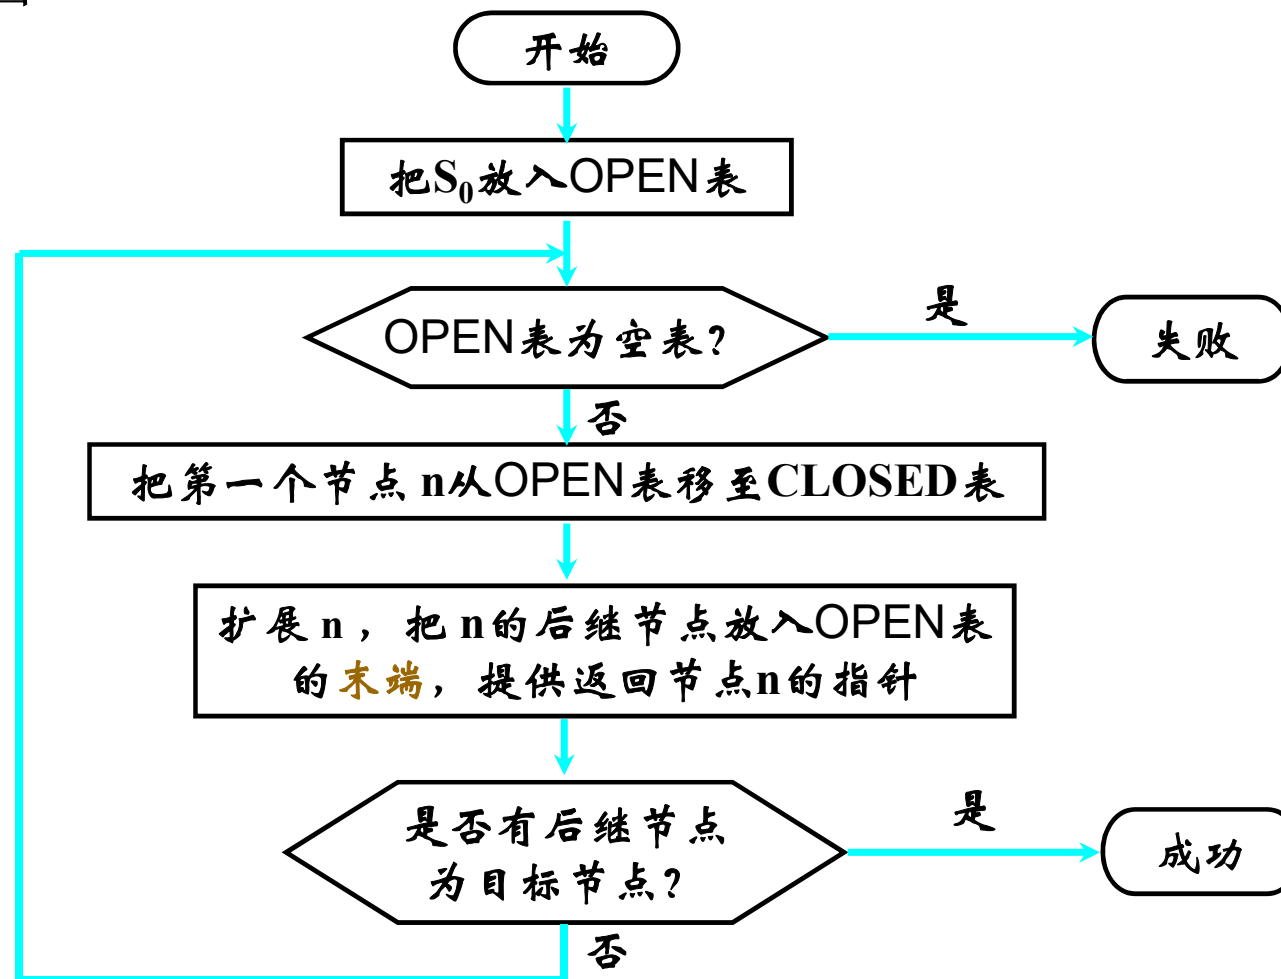 开始
把S₀放入OPEN表
OPEN表为空表?
是
失败
否
把第一个节点n从OPEN表移至CLOSED表
扩展n，把n的后继节点放入OPEN表
的末端，提供返回节点n的指针
是否有后继节点
为目标节点?
是
成功
否